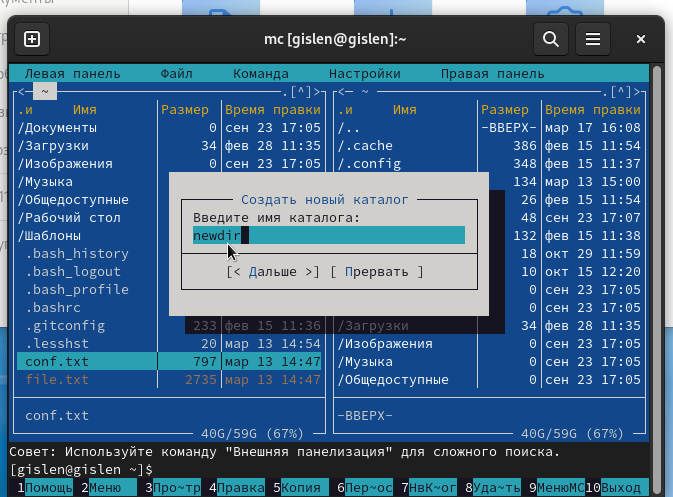 mc [gislen@gislen]:~
Левая панель Файл Команда Настройки Правая панель
<— ~ .[^]> <— ~ .[^]>
.и Имя Размер Время правки .и Имя Размер Время правки
/Документы 0 сен 23 17:05 /.. -ВВЕРХ- мар 17 16:08
/Загрузки 34 фев 28 11:35 /.cache 386 фев 15 11:54
/Изображения 0 сен 23 17:05 /.config 348 фев 15 11:37
/Музыка 134 мар 13 15:00
/Общедоступные 26 фев 15 11:54
/Рабочий стол 48 сен 23 17:07
/Шаблоны 132 фев 15 11:38
.bash_history 18 окт 29 11:59
.bash_logout 10 окт 15 12:20
.bash_profile 0 сен 23 17:05
.bashrc 0 сен 23 17:05
.gitconfig 233 фев 15 11:36 /Загрузки 34 фев 28 11:35
.lesshst 20 мар 13 14:54 /Изображения 0 сен 23 17:05
conf.txt 797 мар 13 14:47 /Музыка 0 сен 23 17:05
file.txt 2735 мар 13 14:47 /Общедоступные 0 сен 23 17:05
Создать новый каталог
Введите имя каталога:
newdir
[< Дальше >] [ Прервать ]
conf.txt -ВВЕРХ-
40G/59G (67%) 40G/59G (67%)
Совет: Используйте команду "Внешняя панелизация" для сложного поиска.
[gislen@gislen ~]$
1Помощь 2Меню 3Про~тр 4Правка 5Копия 6Пер~ос 7НвК~ог 8Уда~ть 9МенюМС 10Выход